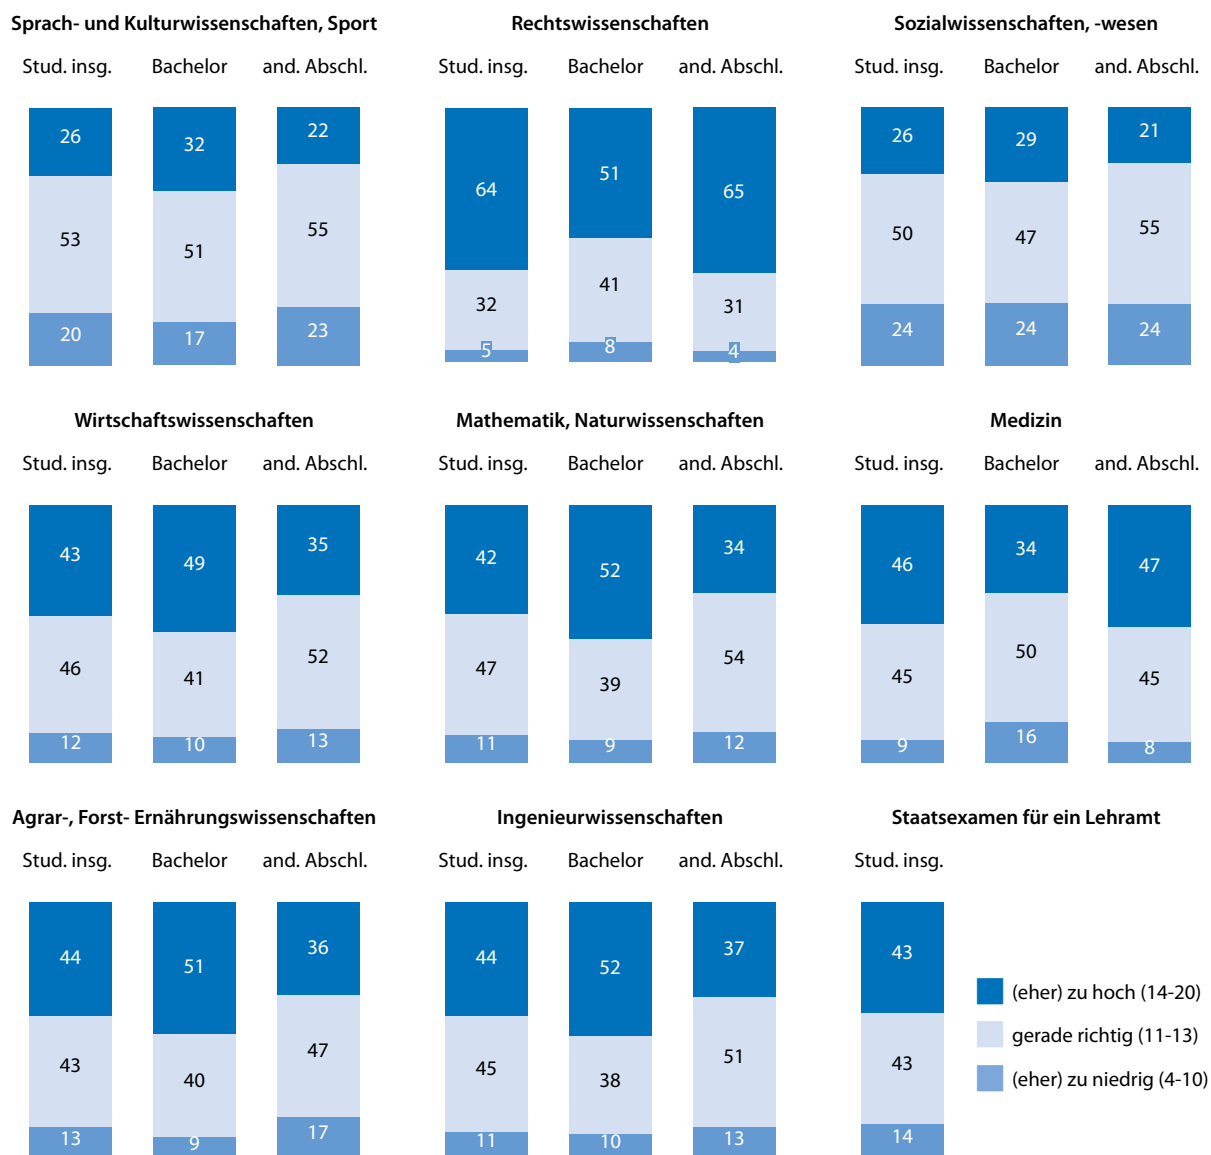 Sprach- und Kulturwissenschaften, Sport
Stud. insg. Bachelor and. Abschl.
26 32 22
53 51 55
20 17 23
Rechtswissenschaften
Stud. insg. Bachelor and. Abschl.
64 51 65
32 41 31
5 8 4
Sozialwissenschaften, -wesen
Stud. insg. Bachelor and. Abschl.
26 29 21
50 47 55
24 24 24
Wirtschaftswissenschaften
Stud. insg. Bachelor and. Abschl.
43 49 35
46 41 52
12 10 13
Mathematik, Naturwissenschaften
Stud. insg. Bachelor and. Abschl.
42 52 34
47 39 54
11 9 12
Medizin
Stud. insg. Bachelor and. Abschl.
46 34 47
45 50 45
9 16 8
Agrar-, Forst- Ernährungswissenschaften
Stud. insg. Bachelor and. Abschl.
44 51 36
43 40 47
13 9 17
Ingenieurwissenschaften
Stud. insg. Bachelor and. Abschl.
44 52 37
45 38 51
11 10 13
Staatsexamen für ein Lehramt
Stud. insg.
43
43
14
(eher) zu hoch (14-20)
gerade richtig (11-13)
(eher) zu niedrig (4-10)